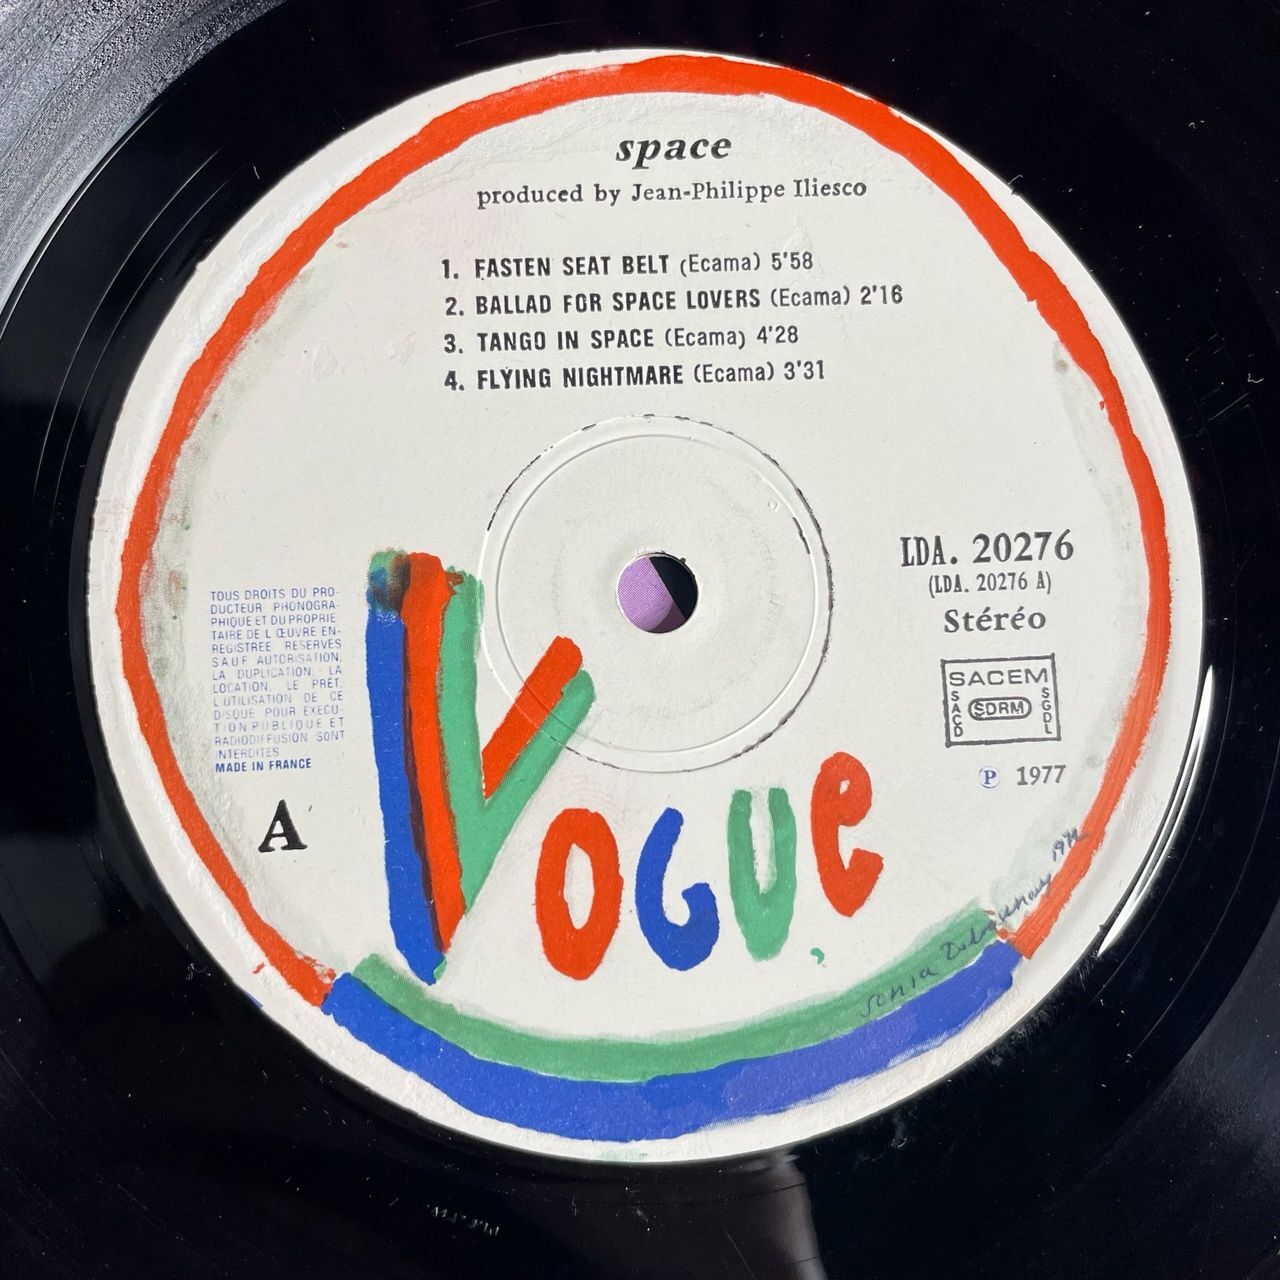 space
produced by Jean-Philippe Iliesco
1. FASTEN SEAT BELT (Ecama) 5'58
2. BALLAD FOR SPACE LOVERS (Ecama) 2'16
3. TANGO IN SPACE (Ecama) 4'28
4. FLYING NIGHTMARE (Ecama) 3'31
LDA. 20276
(LDA. 20276 A)
Stéréo
SACEM
SACD
SDRM
SGDL
℗ 1977
TOUS DROITS DU PRO-
DUCTEUR PHONOGRA-
PHIQUE ET DU PROPRIE
TAIRE DE L ŒUVRE EN-
REGISTREE RESERVES
SAUF AUTORISATION,
LA DUPLICATION, LA
LOCATION, LE PRÊT,
L'UTILISATION DE CE
DISQUE POUR EXECU-
TION PUBLIQUE ET
RADIODIFFUSION SONT
INTERDITES
MADE IN FRANCE
A
VOGUE
sonia Delaunay